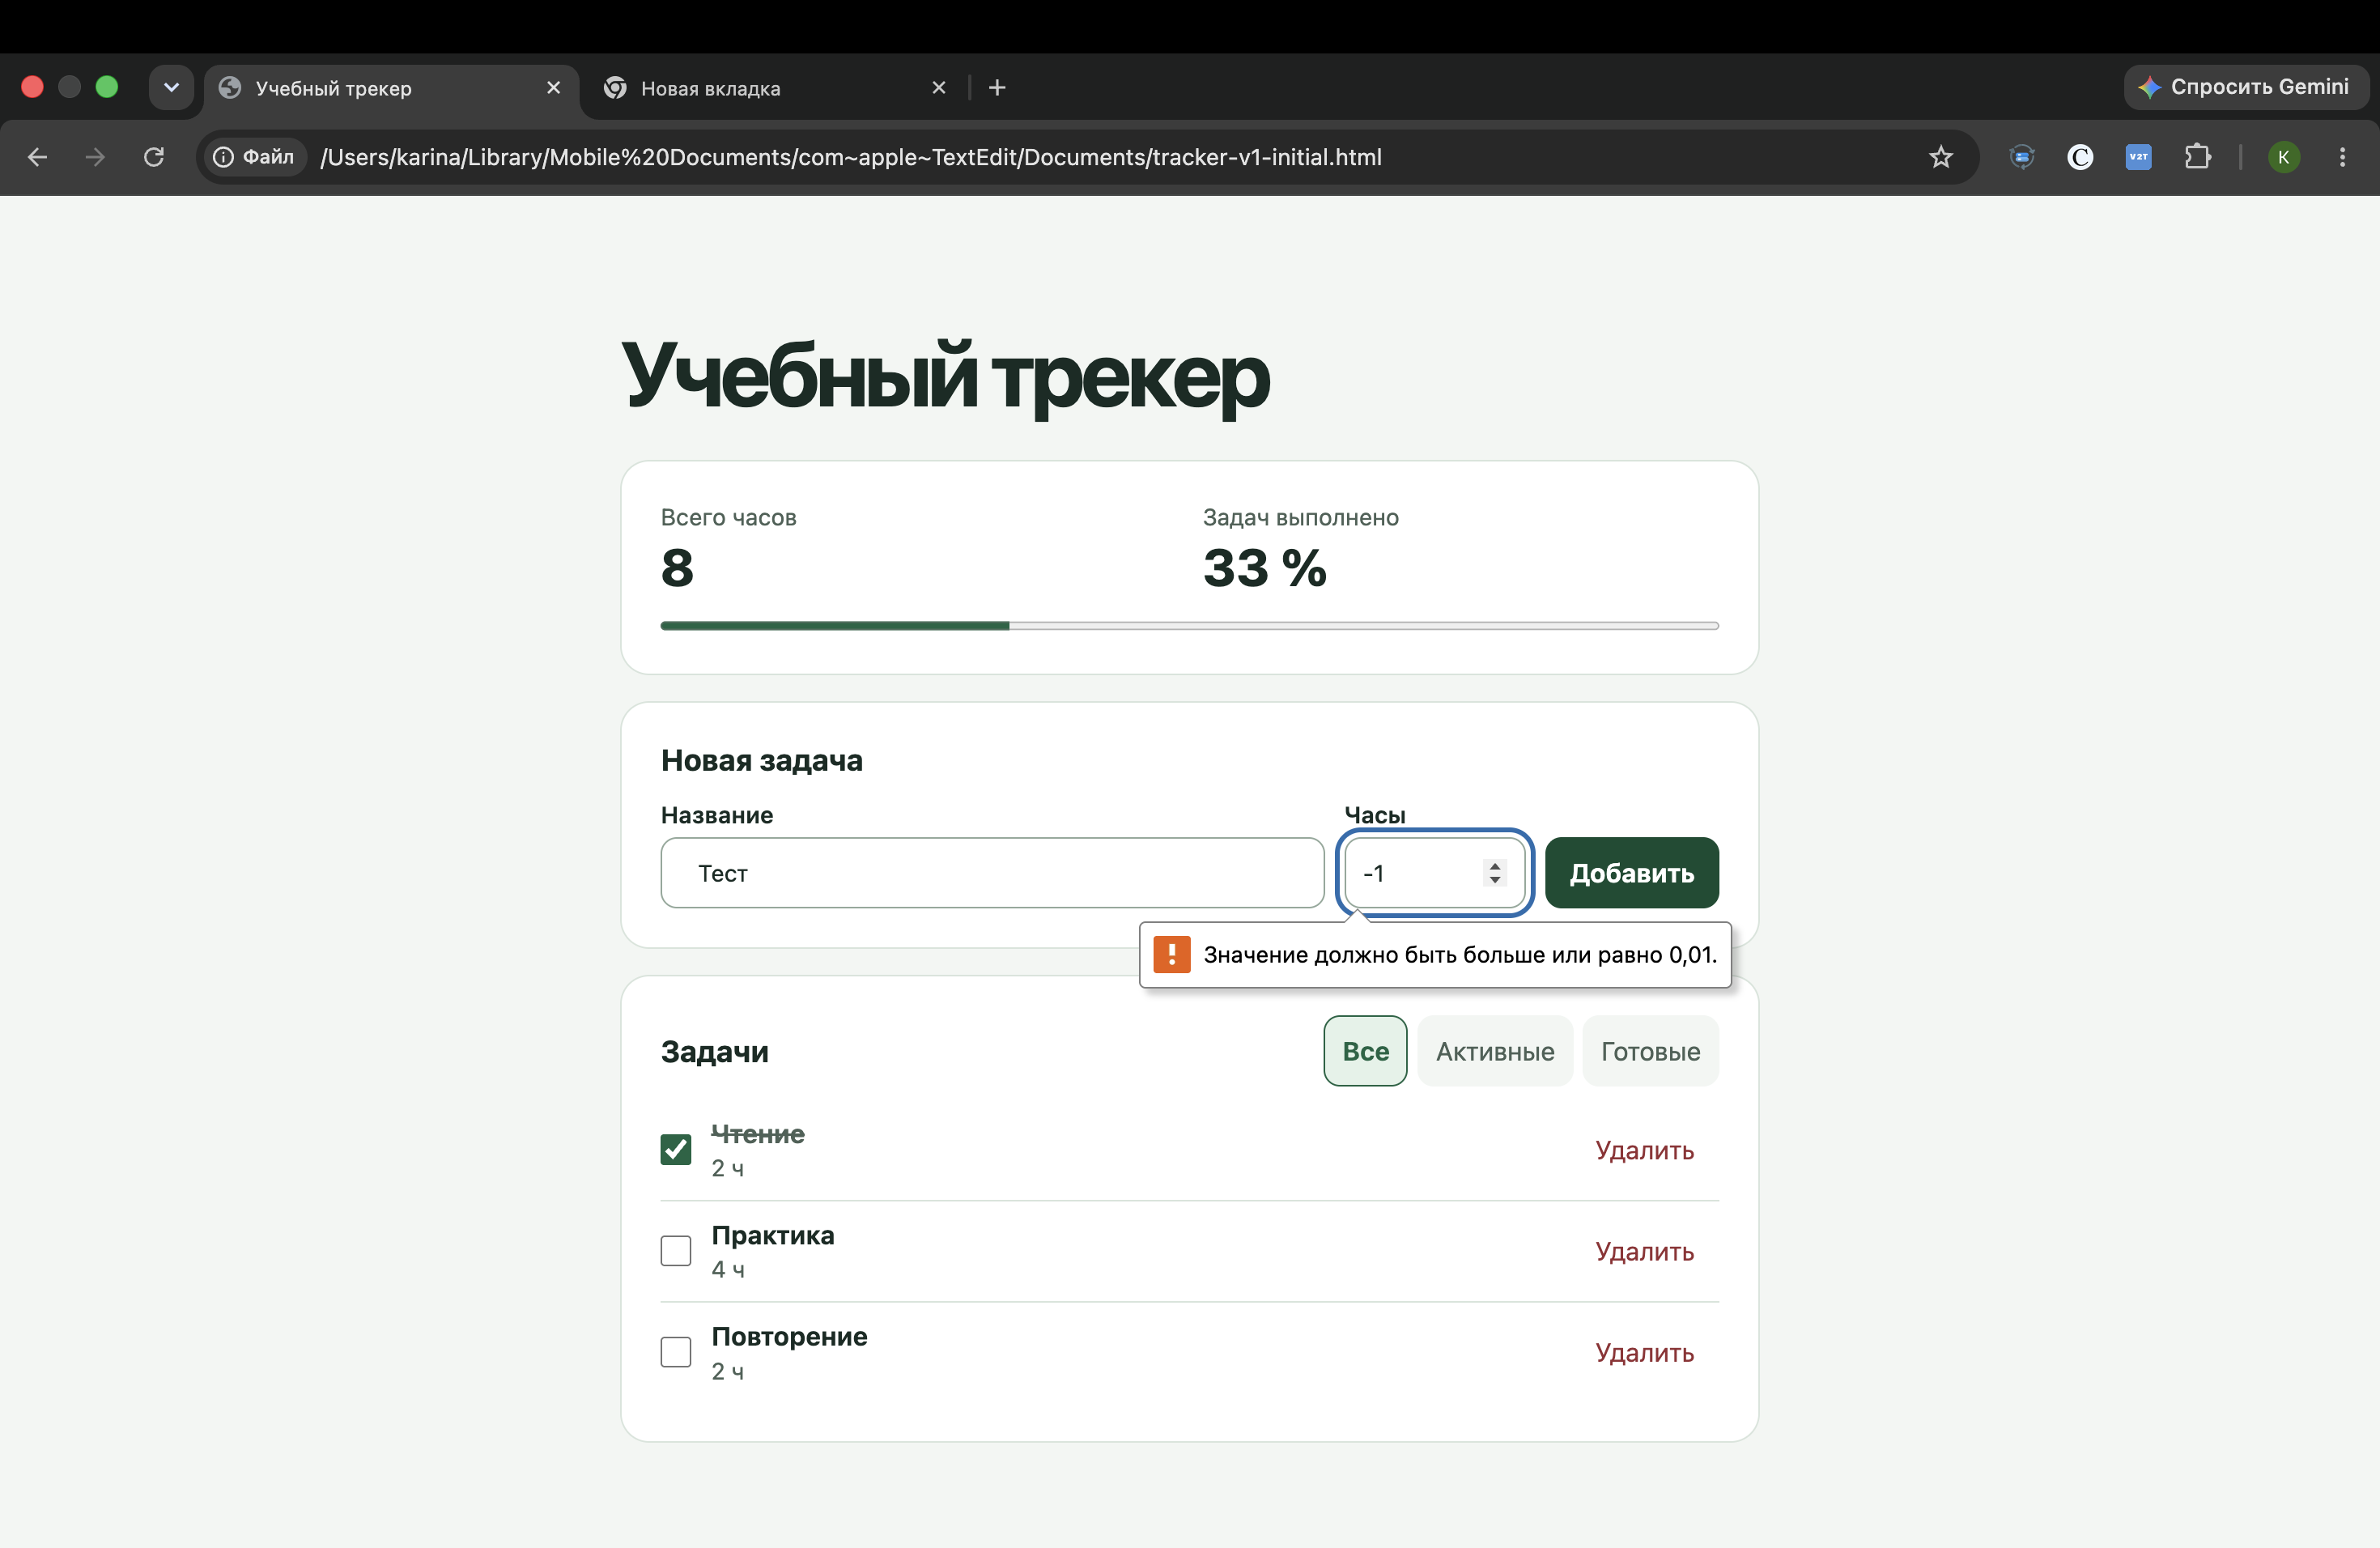 Учебный трекер
Новая вкладка
Спросить Gemini
Файл
/Users/karina/Library/Mobile%20Documents/com~apple~TextEdit/Documents/tracker-v1-initial.html
C
V2T
K
Учебный трекер
Всего часов
8
Задач выполнено
33 %
Новая задача
Название
Тест
Часы
-1
Добавить
Значение должно быть больше или равно 0,01.
Задачи
Все
Активные
Готовые
Чтение
2 ч
Удалить
Практика
4 ч
Удалить
Повторение
2 ч
Удалить